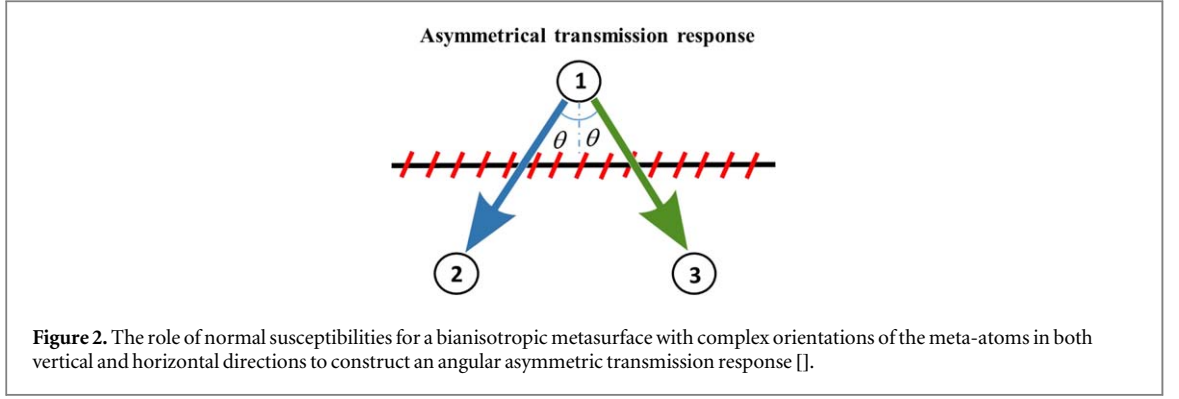 Asymmetrical transmission response
1
θ θ
2 3
Figure 2. The role of normal susceptibilities for a bianisotropic metasurface with complex orientations of the meta-atoms in both
vertical and horizontal directions to construct an angular asymmetric transmission response [].